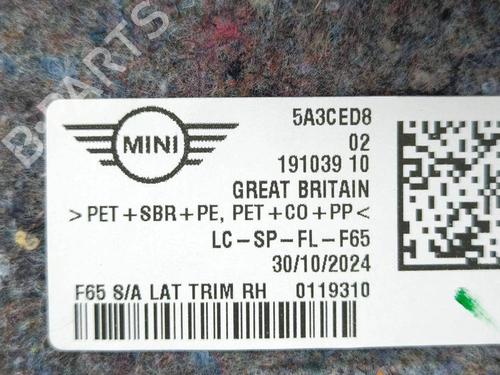 B-PARTS
MINI
5A3CED8
02
191039 10
GREAT BRITAIN
>PET+SBR+PE, PET+CO+PP<
LC-SP-FL-F65
30/10/2024
F65 S/A LAT TRIM RH 0119310